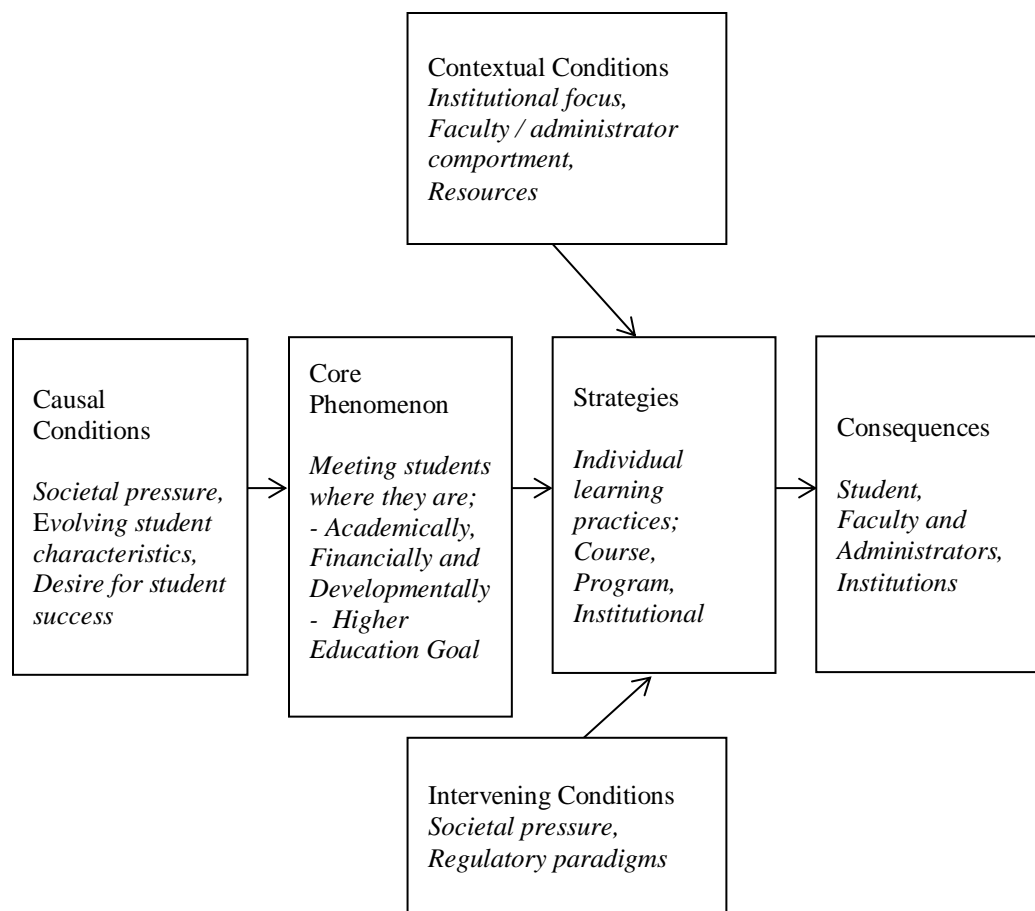 Contextual Conditions
Institutional focus,
Faculty / administrator
comportment,
Resources
Causal
Conditions
Societal pressure,
Evolving student
characteristics,
Desire for student
success
Core
Phenomenon
Meeting students
where they are;
- Academically,
Financially and
Developmentally
- Higher
Education Goal
Strategies
Individual
learning
practices;
Course,
Program,
Institutional
Consequences
Student,
Faculty and
Administrators,
Institutions
Intervening Conditions
Societal pressure,
Regulatory paradigms